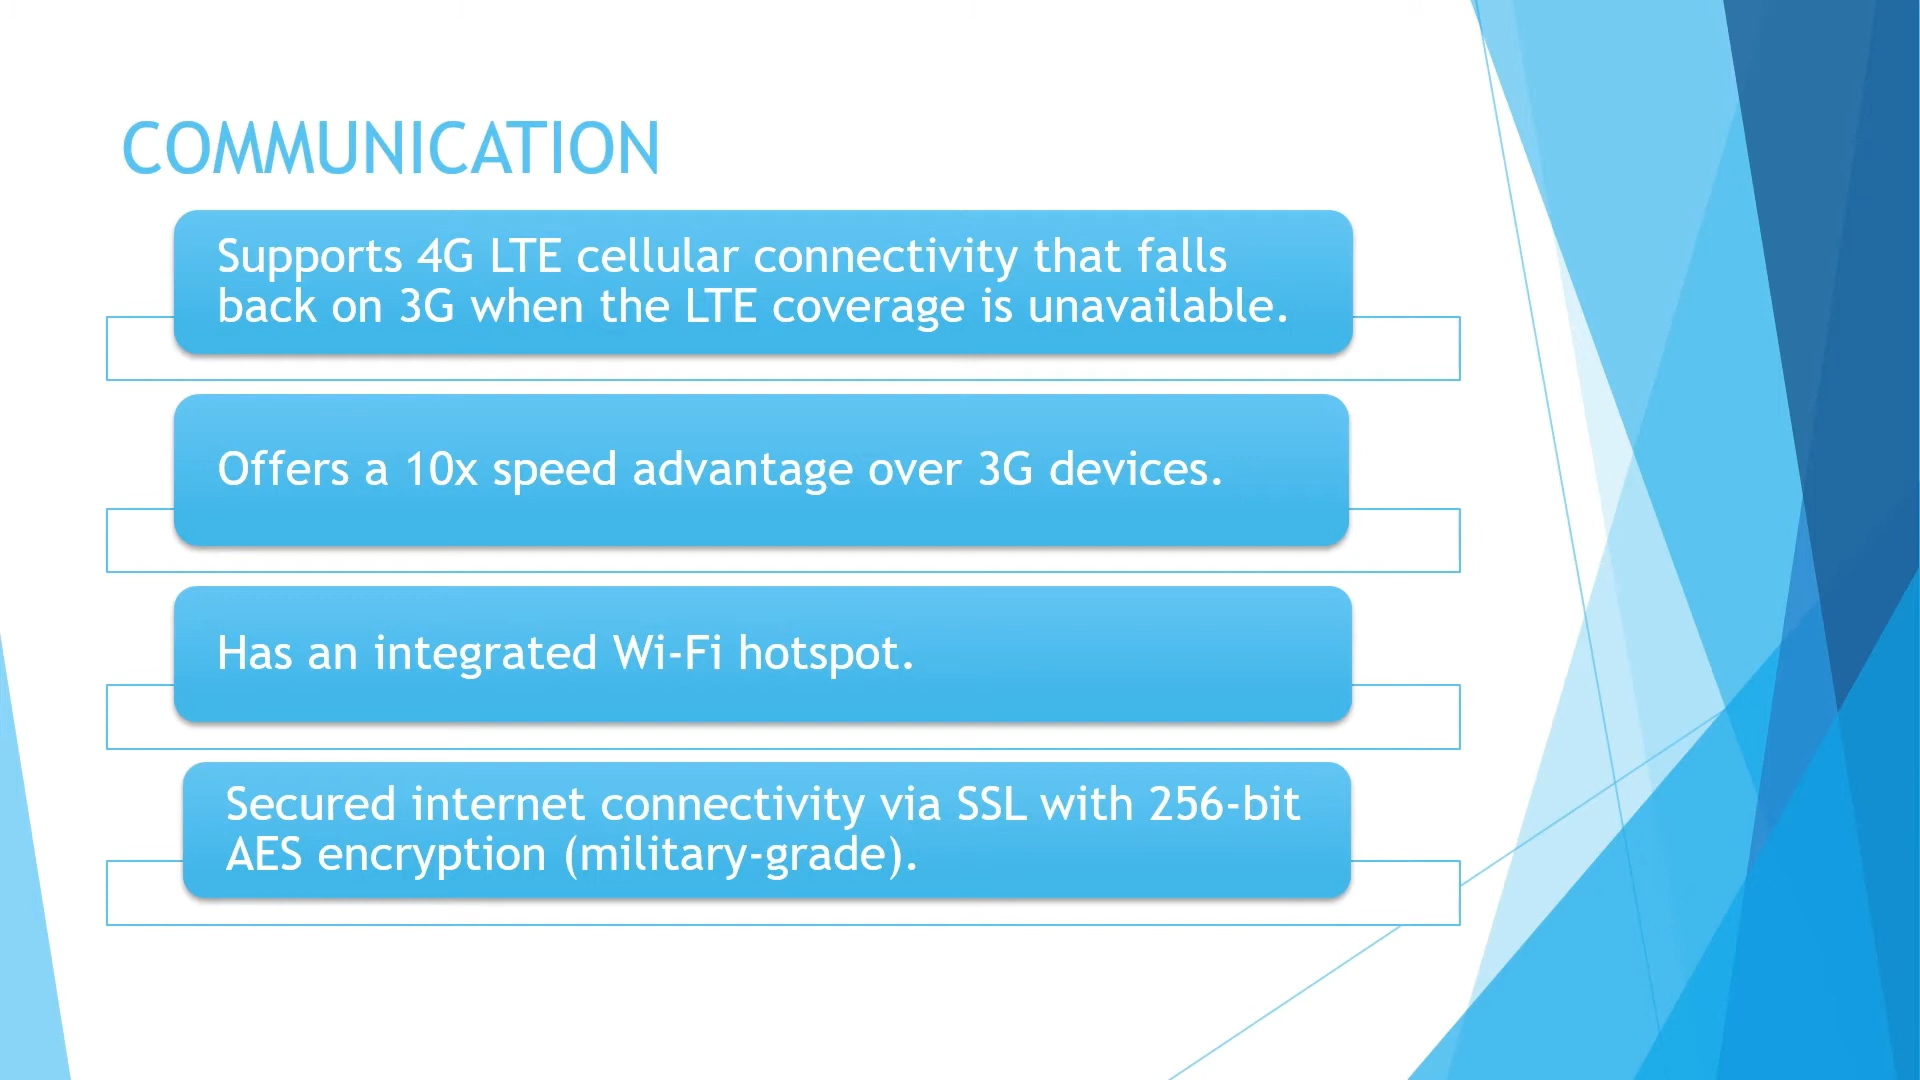 COMMUNICATION
Supports 4G LTE cellular connectivity that falls
back on 3G when the LTE coverage is unavailable.
Offers a 10x speed advantage over 3G devices.
Has an integrated Wi-Fi hotspot.
Secured internet connectivity via SSL with 256-bit
AES encryption (military-grade).